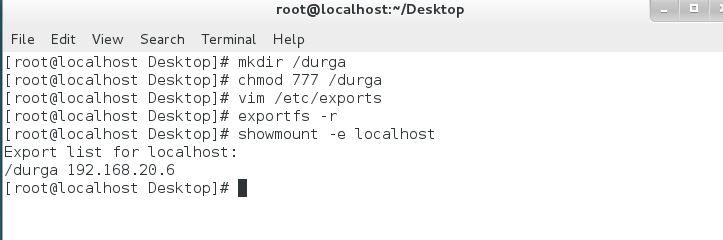 root@localhost:~/Desktop
File Edit View Search Terminal Help
[root@localhost Desktop]# mkdir /durga
[root@localhost Desktop]# chmod 777 /durga
[root@localhost Desktop]# vim /etc/exports
[root@localhost Desktop]# exportfs -r
[root@localhost Desktop]# showmount -e localhost
Export list for localhost:
/durga 192.168.20.6
[root@localhost Desktop]#